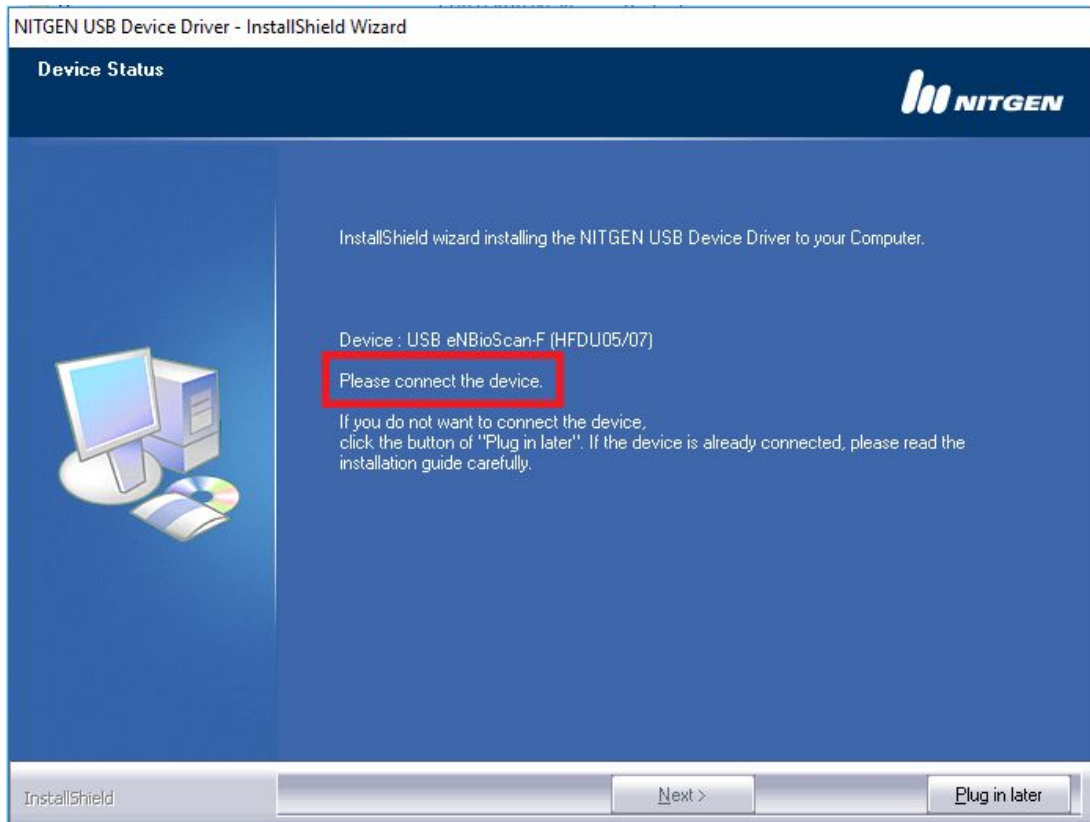 NITGEN USB Device Driver - InstallShield Wizard
Device Status
NITGEN
InstallShield wizard installing the NITGEN USB Device Driver to your Computer.
Device : USB eNBioScan-F (HFDU05/07)
Please connect the device.
If you do not want to connect the device,
click the button of "Plug in later". If the device is already connected, please read the
installation guide carefully.
InstallShield
Next >
Plug in later